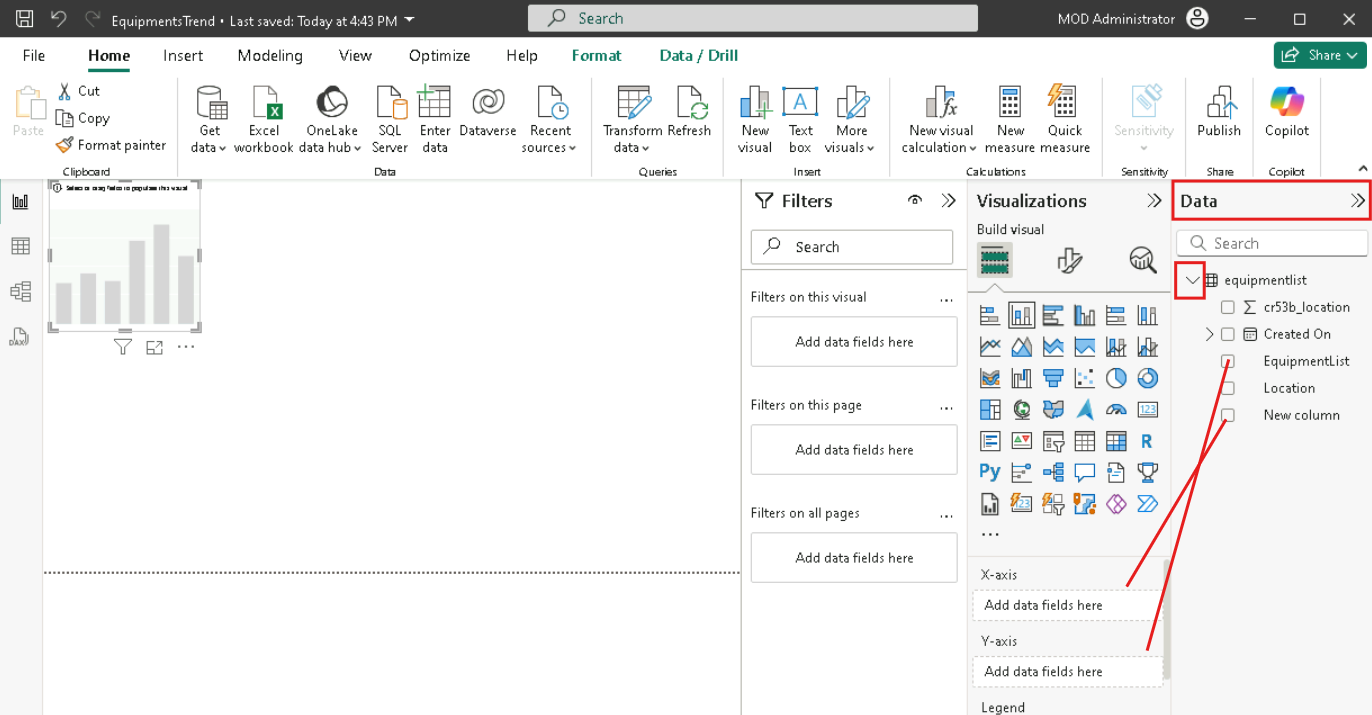 EquipmentsTrend • Last saved: Today at 4:43 PM
Search
MOD Administrator
File Home Insert Modeling View Optimize Help Format Data / Drill
Share
Paste
Cut
Copy
Format painter
Clipboard
Get data
Excel workbook
OneLake data hub
SQL Server
Enter data
Dataverse
Recent sources
Data
Transform data
Refresh
Queries
New visual
Text box
More visuals
Insert
New visual calculation
New measure
Quick measure
Calculations
Sensitivity
Sensitivity
Publish
Share
Copilot
Copilot
Select or drag fields to populate this visual
Filters
Search
Filters on this visual
Add data fields here
Filters on this page
Add data fields here
Filters on all pages
Add data fields here
Visualizations
Build visual
123
R
Py
123
X-axis
Add data fields here
Y-axis
Add data fields here
Legend
Data
Search
equipmentlist
cr53b_location
Created On
EquipmentList
Location
New column
DAX
A
fx